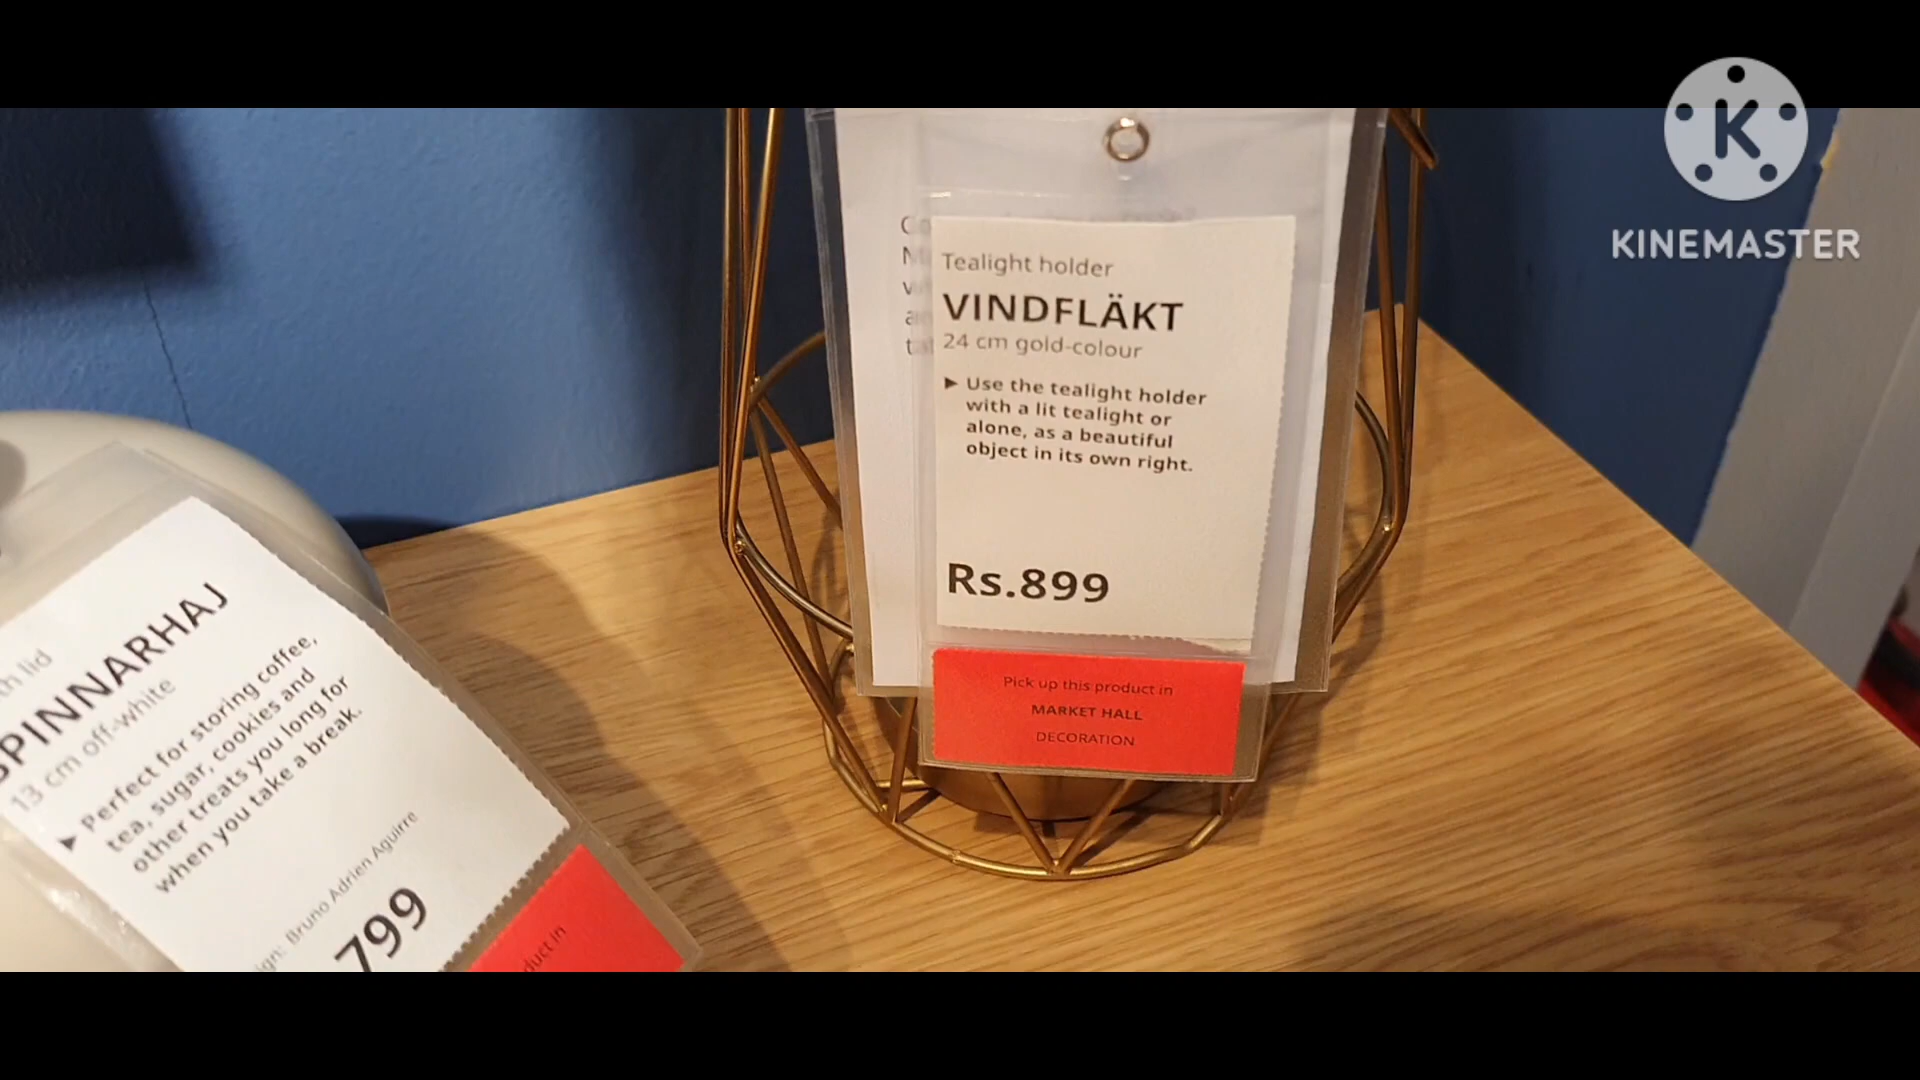 KINEMASTER
Tealight holder
VINDFLÄKT
24 cm gold-colour
► Use the tealight holder
with a lit tealight or
alone, as a beautiful
object in its own right.
Rs.899
Pick up this product in
MARKET HALL
DECORATION
lid
SPINNARHAJ
13 cm off-white
► Perfect for storing coffee,
tea, sugar, cookies and
other treats you long for
when you take a break.
Bruno Adrien Aguirre
799
in